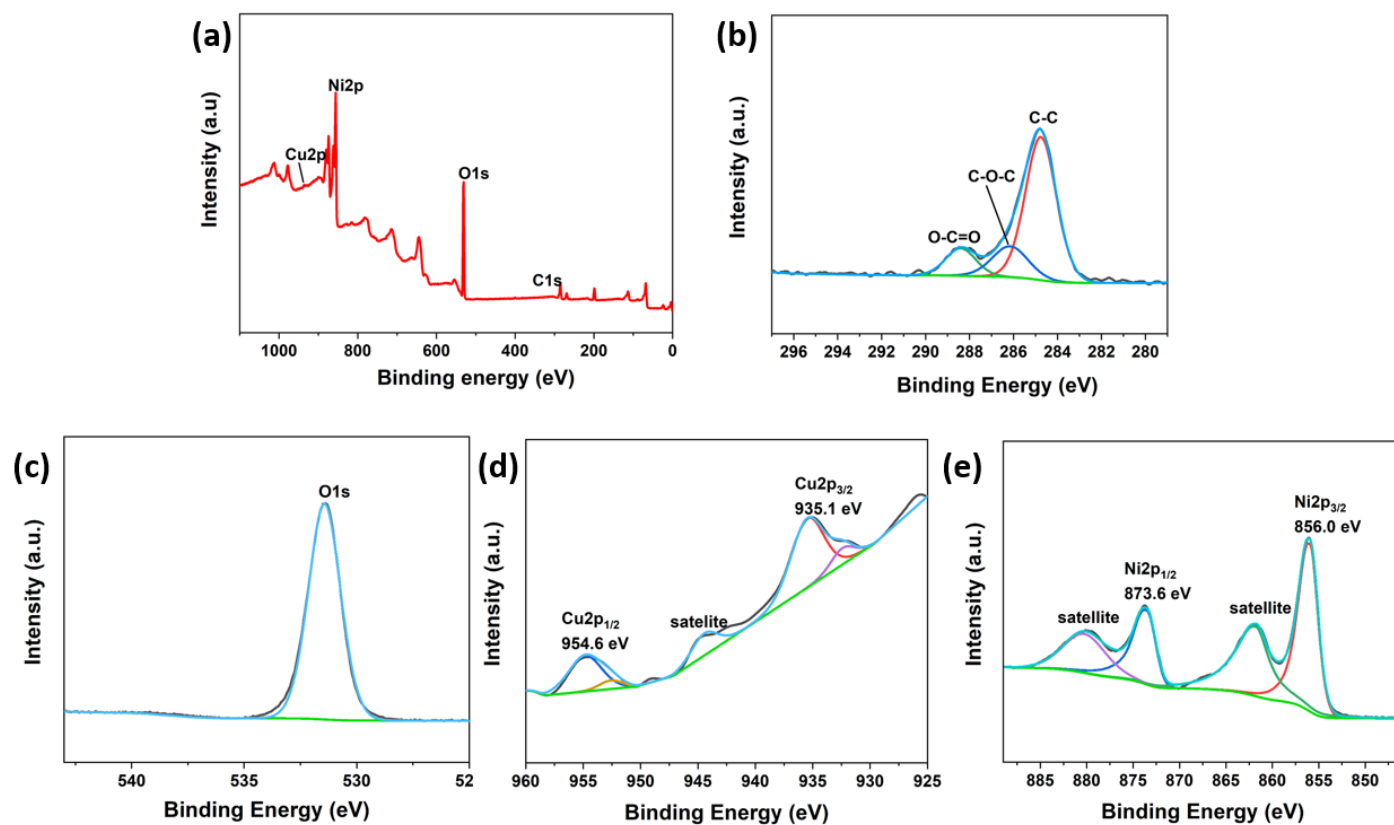 (a)
Intensity (a.u)
Ni2p
Cu2p
O1s
C1s
1000 800 600 400 200 0
Binding energy (eV)
(b)
Intensity (a.u.)
C-C
C-O-C
O-C=O
296 294 292 290 288 286 284 282 280
Binding Energy (eV)
(c)
Intensity (a.u.)
O1s
540 535 530 52
Binding Energy (eV)
(d)
Intensity (a.u.)
Cu2p3/2
935.1 eV
satelite
Cu2p1/2
954.6 eV
960 955 950 945 940 935 930 925
Binding Energy (eV)
(e)
Intensity (a.u.)
Ni2p3/2
856.0 eV
Ni2p1/2
873.6 eV
satellite
satellite
885 880 875 870 865 860 855 850
Binding Energy (eV)